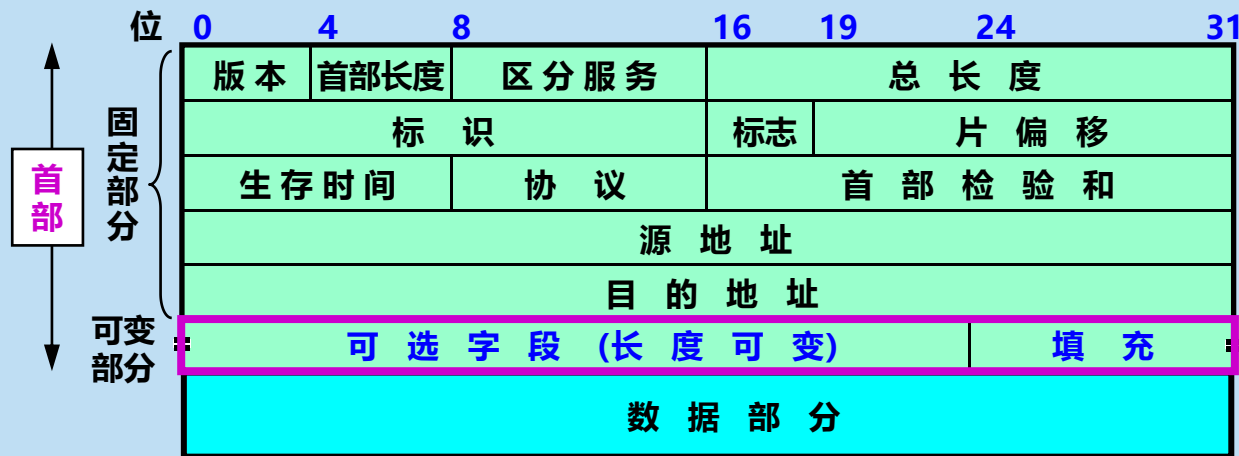 位 0 4 8 16 19 24 31
版本 首部长度 区分服务 总长度
标识 标志 片偏移
生存时间 协议 首部检验和
源地址
目的地址
可选字段(长度可变) 填充
数据部分
首部
固定部分
可变部分